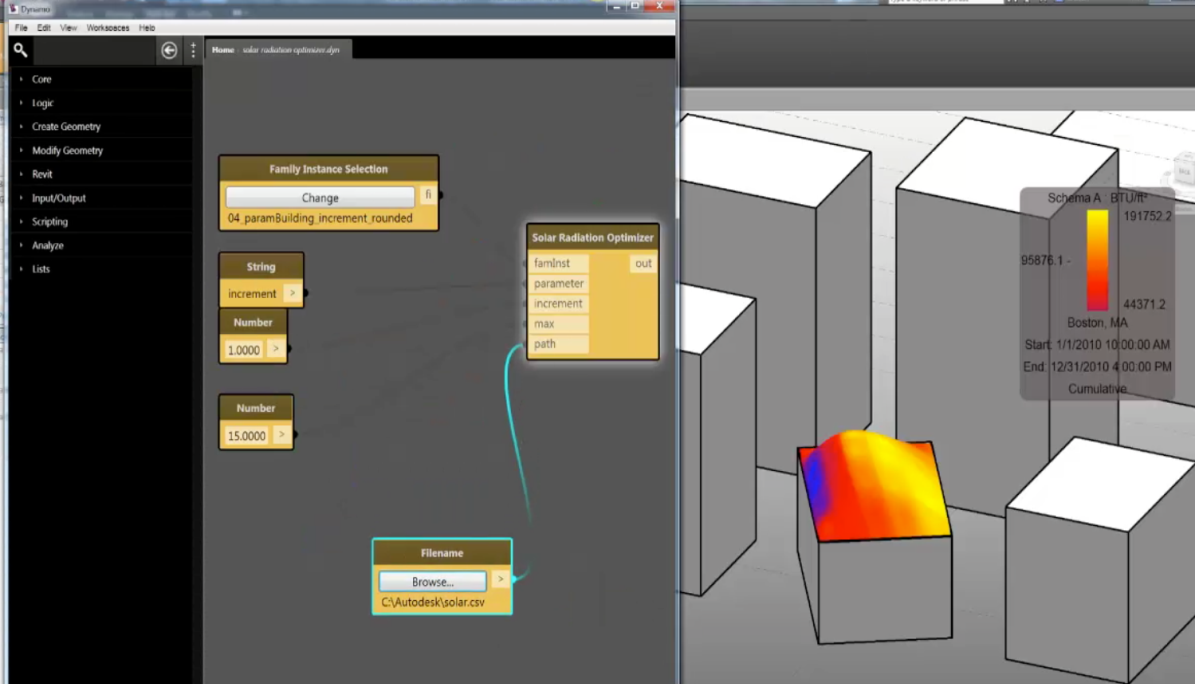 Dynamo
File Edit View Workspaces Help
Home - solar radiation optimizer.dyn
Core
Logic
Create Geometry
Modify Geometry
Revit
Input/Output
Scripting
Analyze
Lists
Family Instance Selection
Change
fi
04_paramBuilding_increment_rounded
String
increment >
Number
1.0000 >
Number
15.0000 >
Solar Radiation Optimizer
famInst out
parameter
increment
max
path
Filename
Browse... >
C:\Autodesk\solar.csv
Schema A : BTU/ft²
191752.2
95876.1 -
44371.2
Boston, MA
Start: 1/1/2010 10:00:00 AM
End: 12/31/2010 4:00:00 PM
Cumulative